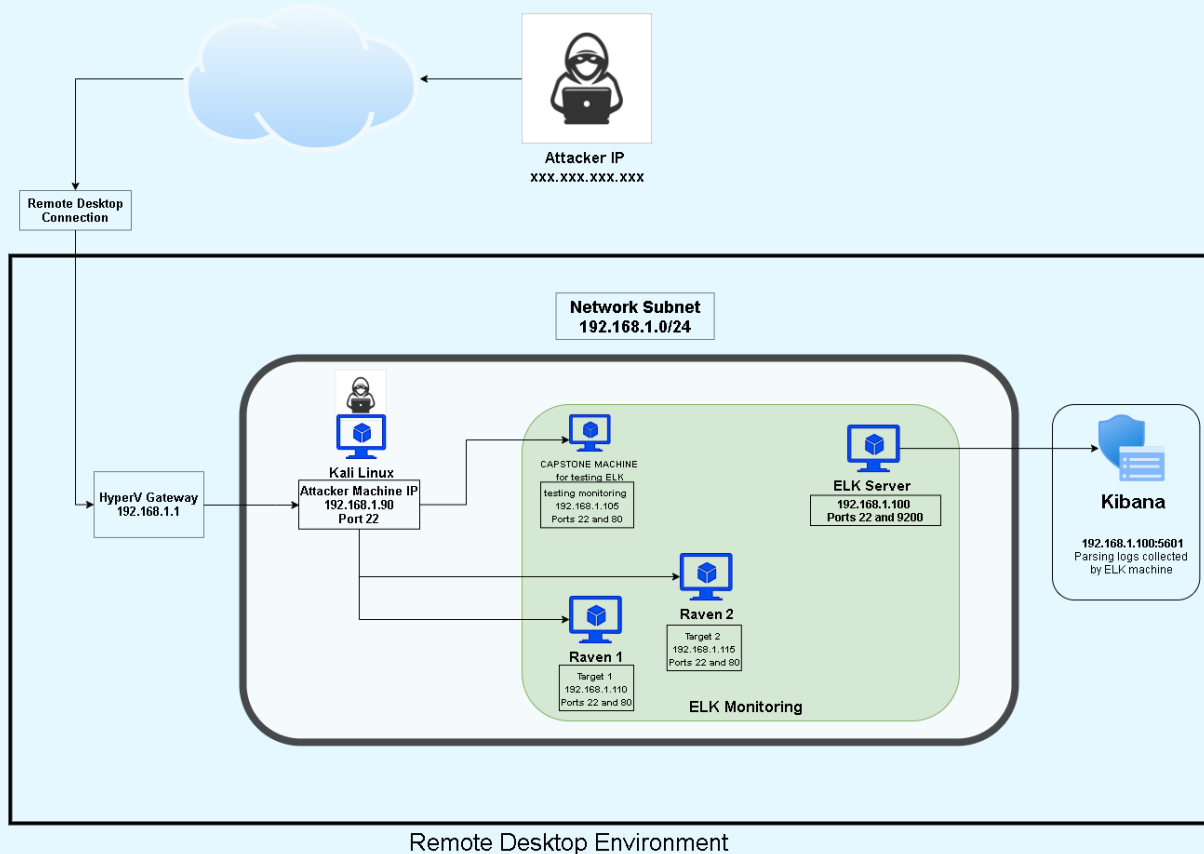 Attacker IP
xxx.xxx.xxx.xxx
Remote Desktop
Connection
Network Subnet
192.168.1.0/24
Kali Linux
Attacker Machine IP
192.168.1.90
Port 22
HyperV Gateway
192.168.1.1
CAPSTONE MACHINE
for testing ELK
testing monitoring
192.168.1.105
Ports 22 and 80
ELK Server
192.168.1.100
Ports 22 and 9200
Kibana
192.168.1.100:5601
Parsing logs collected
by ELK machine
Raven 2
Target 2
192.168.1.115
Ports 22 and 80
Raven 1
Target 1
192.168.1.110
Ports 22 and 80
ELK Monitoring
Remote Desktop Environment